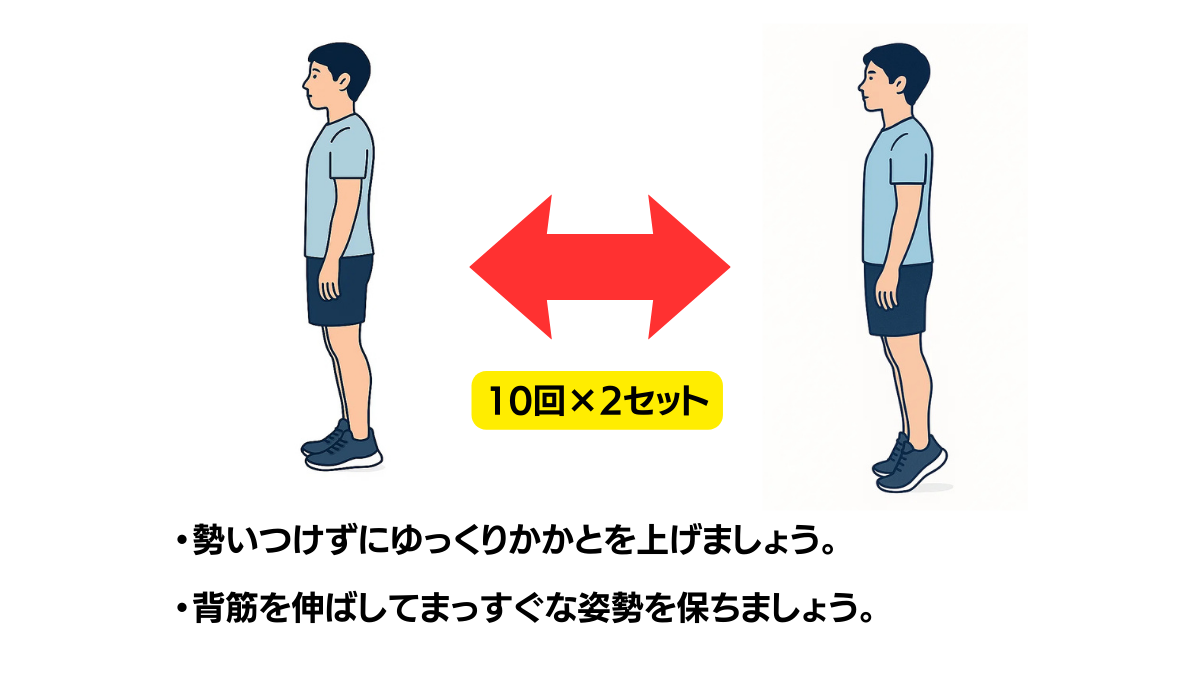 10回×2セット
・勢いつけずにゆっくりかかとを上げましょう。
・背筋を伸ばしてまっすぐな姿勢を保ちましょう。